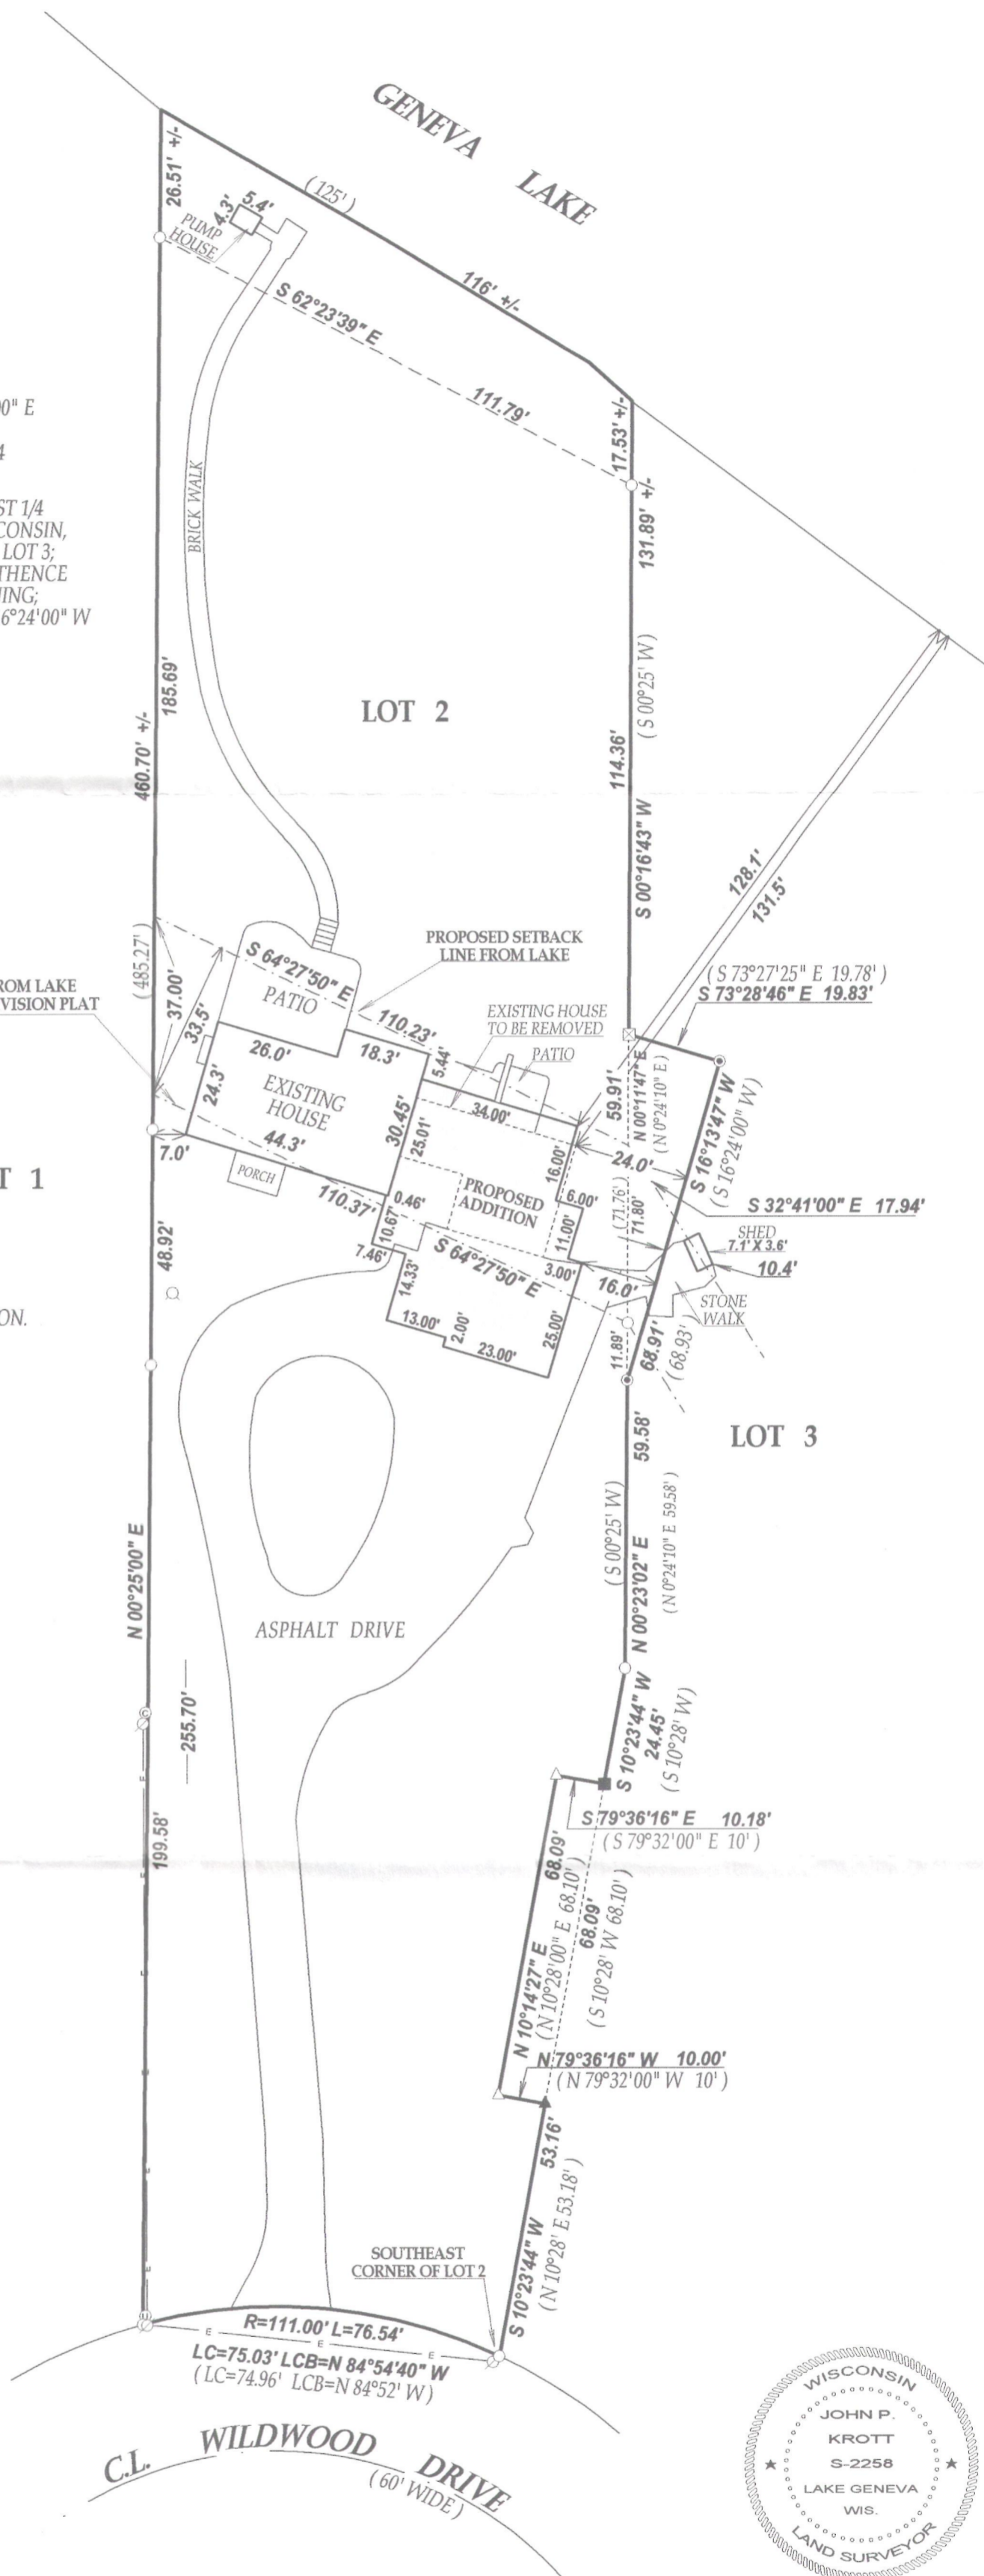 GENEVA
LAKE
26.51' +/-
(125')
5.4'
4.3'
PUMP
HOUSE
116' +/-
S 62°23'39" E
111.79'
17.53' +/-
131.89' +/-
00" E
4
ST 1/4
CONSIN,
LOT 3;
THENCE
NING;
6°24'00" W
BRICK WALK
185.69'
460.70' +/-
LOT 2
(S 00°25' W)
114.36'
S 00°16'43" W
128.1'
131.5'
PROPOSED SETBACK
LINE FROM LAKE
(485.27')
37.00'
33.5'
ROM LAKE
VISION PLAT
S 64°27'50" E
PATIO
110.23'
EXISTING HOUSE
TO BE REMOVED
PATIO
(S 73°27'25" E 19.78')
S 73°28'46" E 19.83'
26.0'
18.3'
5.44'
24.3'
EXISTING
HOUSE
44.3'
30.45'
25.01'
34.00'
59.91'
N 00°11'47" E
(N 0°24'10" E)
S 16°13'47" W
(S 16°24'00" W)
7.0'
T 1
PORCH
110.37'
0.46'
10.67'
7.46'
PROPOSED
ADDITION
16.00'
6.00'
11.00'
24.0'
(71.76')
71.80'
S 32°41'00" E 17.94'
SHED
7.1' X 3.6'
10.4'
48.92'
S 64°27'50" E
3.00'
16.0'
STONE
WALK
ON.
14.33'
13.00'
2.00'
23.00'
25.00'
11.89'
68.91'
(68.93')
LOT 3
59.58'
(S 00°25' W)
N 00°23'02" E
(N 0°24'10" E 59.58')
N 00°25'00" E
ASPHALT DRIVE
255.70'
S 10°23'44" W
24.45'
(S 10°28' W)
C
E
S 79°36'16" E 10.18'
(S 79°32'00" E 10')
199.58'
E
68.09'
N 10°14'27" E
(N 10°28'00" E 68.10')
68.09'
(S 10°28' W 68.10')
E
N 79°36'16" W 10.00'
(N 79°32'00" W 10')
E
53.16'
S 10°23'44" W
(N 10°28' E 53.18')
E
SOUTHEAST
CORNER OF LOT 2
E
R=111.00' L=76.54'
E E E
LC=75.03' LCB=N 84°54'40" W
(LC=74.96' LCB=N 84°52' W)
C.L. WILDWOOD DRIVE
(60' WIDE)
WISCONSIN
JOHN P.
KROTT
S-2258
LAKE GENEVA
WIS.
LAND SURVEYOR